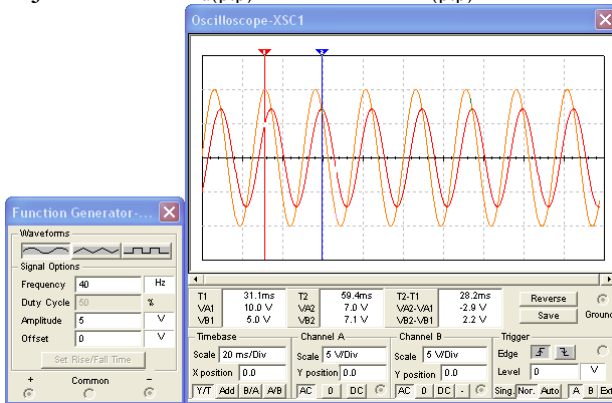 Oscilloscope-XSC1
1 2
T1 31.1ms T2 59.4ms T2-T1 28.2ms Reverse
VA1 10.0 V VA2 7.0 V VA2-VA1 -2.9 V Save Ground
VB1 5.0 V VB2 7.1 V VB2-VB1 2.2 V
Timebase Channel A Channel B Trigger
Scale 20 ms/Div Scale 5 V/Div Scale 5 V/Div Edge
X position 0.0 Y position 0.0 Y position 0.0 Level 0 V
Y/T Add B/A A/B AC 0 DC AC 0 DC - Sing. Nor. Auto A B Ext
Function Generator-...
Waveforms
Signal Options
Frequency 40 Hz
Duty Cycle 50 %
Amplitude 5 V
Offset 0 V
Set Rise/Fall Time
+ Common -